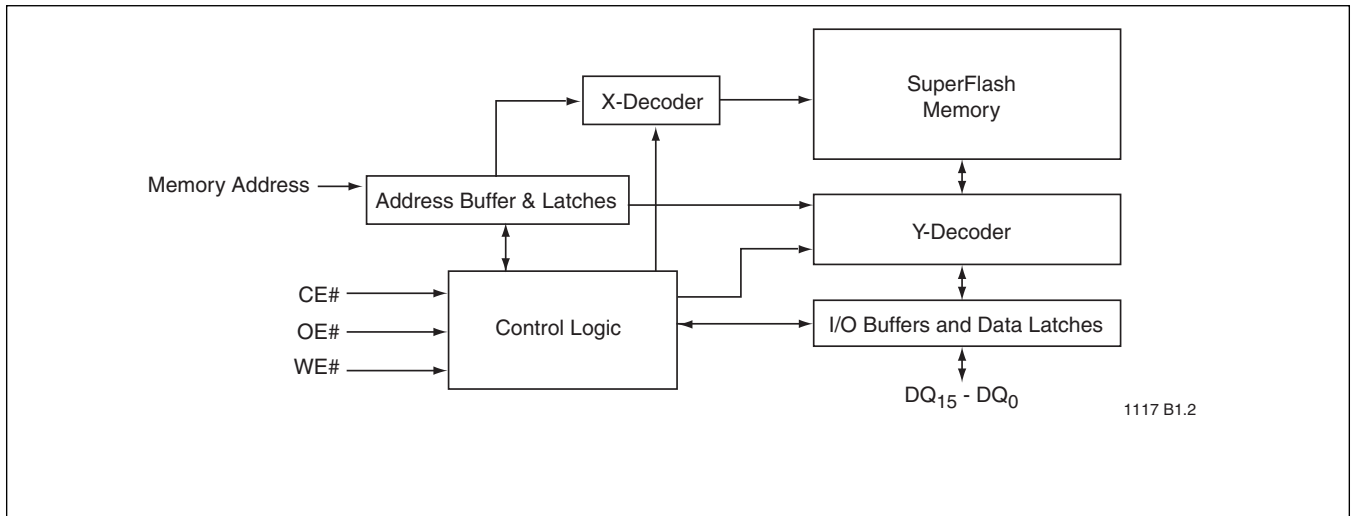 X-Decoder
SuperFlash
Memory
Memory Address
Address Buffer & Latches
Y-Decoder
CE#
OE#
WE#
Control Logic
I/O Buffers and Data Latches
DQ15 - DQ0
1117 B1.2